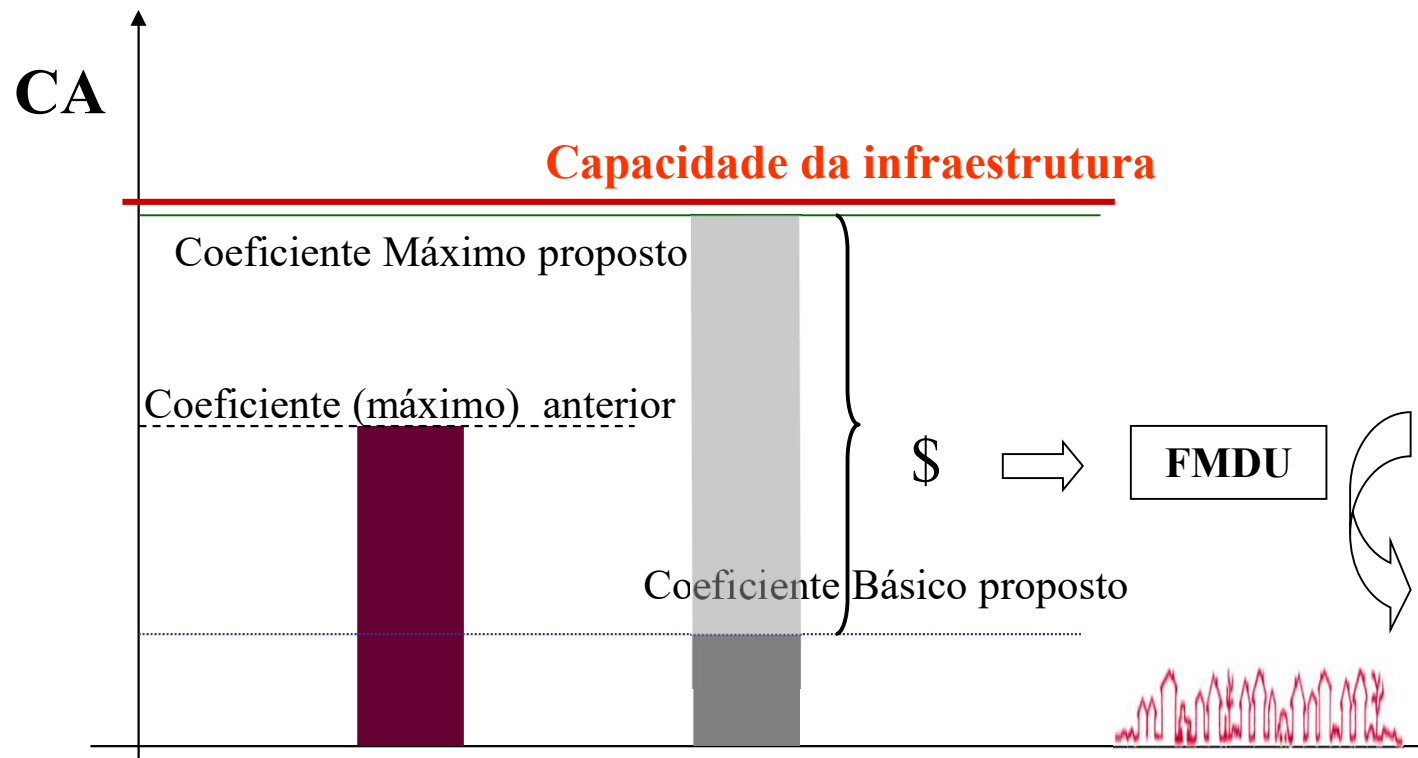 CA
Capacidade da infraestrutura
Coeficiente Máximo proposto
Coeficiente (máximo) anterior
$
FMDU
Coeficiente Básico proposto